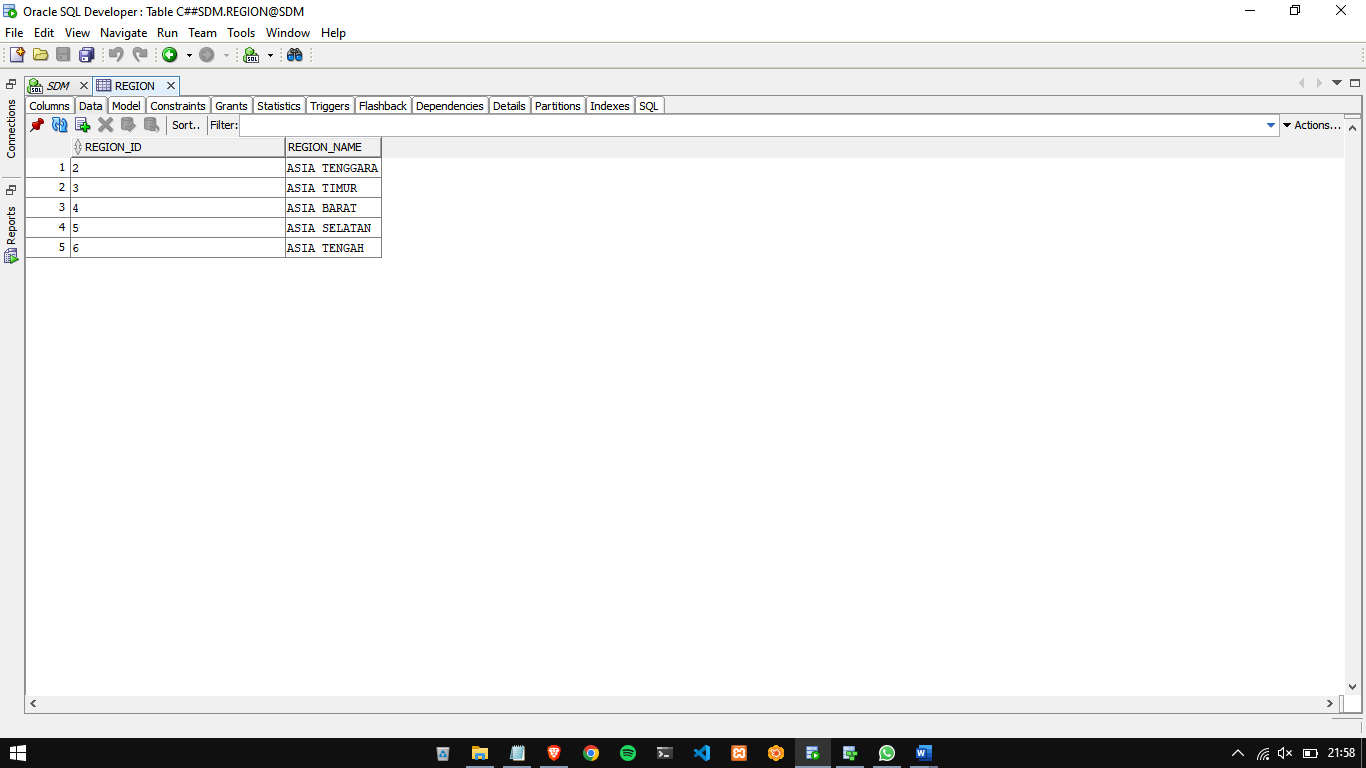 Oracle SQL Developer : Table C##SDM.REGION@SDM
File Edit View Navigate Run Team Tools Window Help
SDM REGION
Columns Data Model Constraints Grants Statistics Triggers Flashback Dependencies Details Partitions Indexes SQL
Sort.. Filter: Actions...
REGION_ID REGION_NAME
1 2 ASIA TENGGARA
2 3 ASIA TIMUR
3 4 ASIA BARAT
4 5 ASIA SELATAN
5 6 ASIA TENGAH
Connections
Reports
21:58